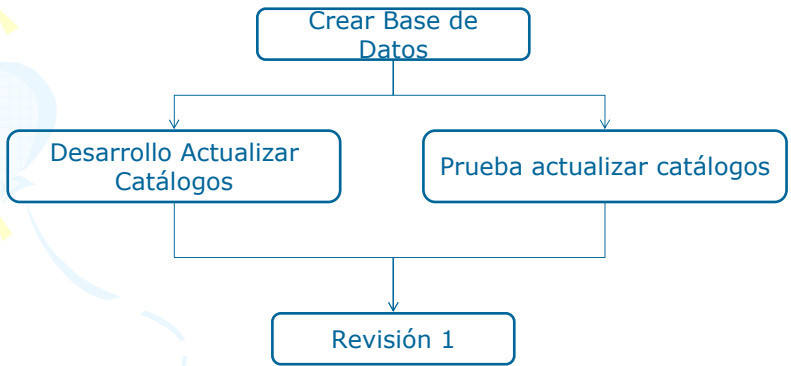 Crear Base de
Datos
Desarrollo Actualizar
Catálogos
Prueba actualizar catálogos
Revisión 1